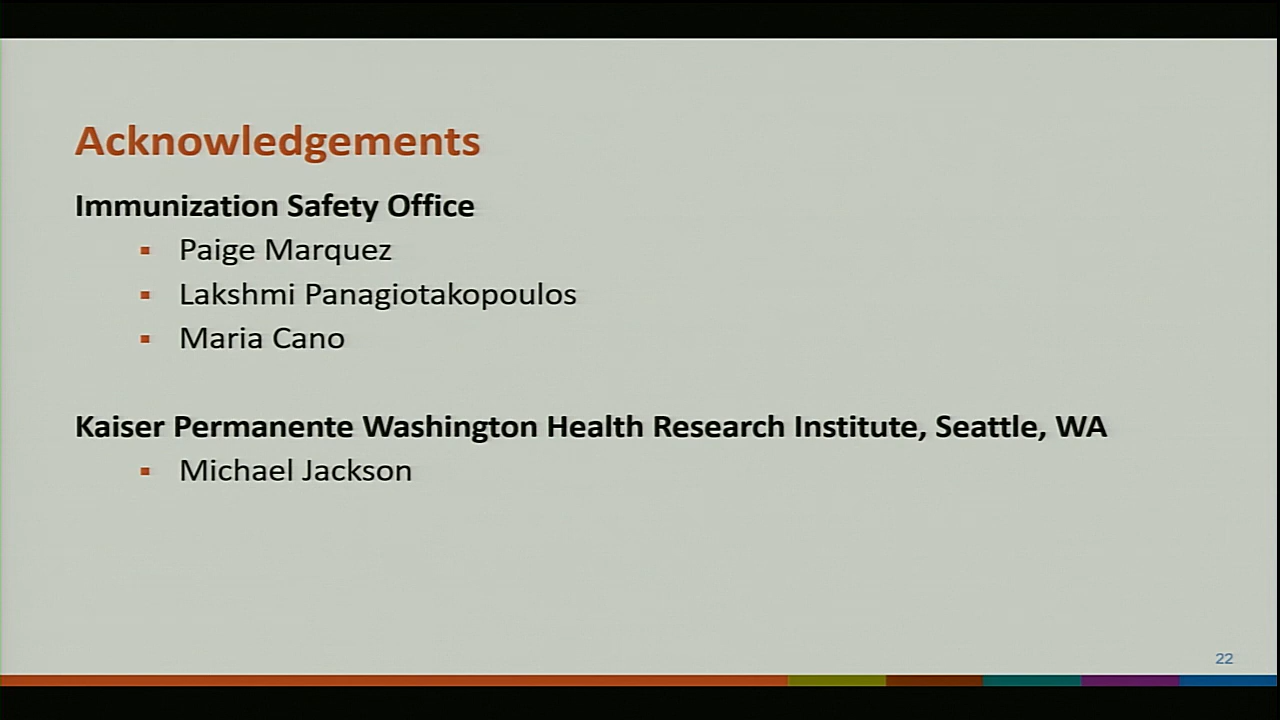 Acknowledgements
Immunization Safety Office
▪ Paige Marquez
▪ Lakshmi Panagiotakopoulos
▪ Maria Cano
Kaiser Permanente Washington Health Research Institute, Seattle, WA
▪ Michael Jackson
22